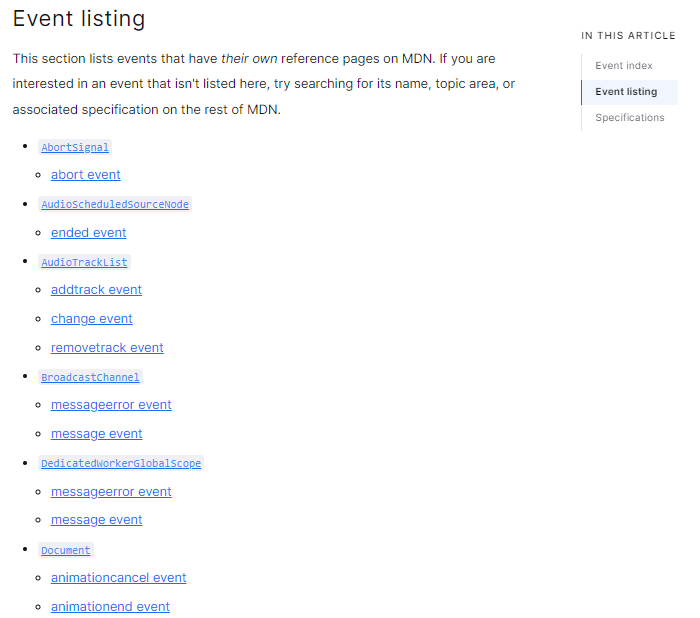 Event listing
This section lists events that have their own reference pages on MDN. If you are
interested in an event that isn't listed here, try searching for its name, topic area, or
associated specification on the rest of MDN.
AbortSignal
abort event
AudioScheduledSourceNode
ended event
AudioTrackList
addtrack event
change event
removetrack event
BroadcastChannel
messageerror event
message event
DedicatedWorkerGlobalScope
messageerror event
message event
Document
animationcancel event
animationend event
IN THIS ARTICLE
Event index
Event listing
Specifications